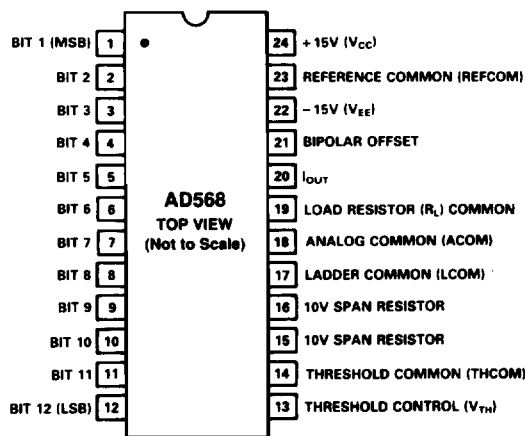 BIT 1 (MSB) 1 24 +15V (VCC)
BIT 2 2 23 REFERENCE COMMON (REFCOM)
BIT 3 3 22 −15V (VEE)
BIT 4 4 21 BIPOLAR OFFSET
BIT 5 5 20 IOUT
BIT 6 6 19 LOAD RESISTOR (RL) COMMON
BIT 7 7 18 ANALOG COMMON (ACOM)
BIT 8 8 17 LADDER COMMON (LCOM)
BIT 9 9 16 10V SPAN RESISTOR
BIT 10 10 15 10V SPAN RESISTOR
BIT 11 11 14 THRESHOLD COMMON (THCOM)
BIT 12 (LSB) 12 13 THRESHOLD CONTROL (VTH)
AD568
TOP VIEW
(Not to Scale)